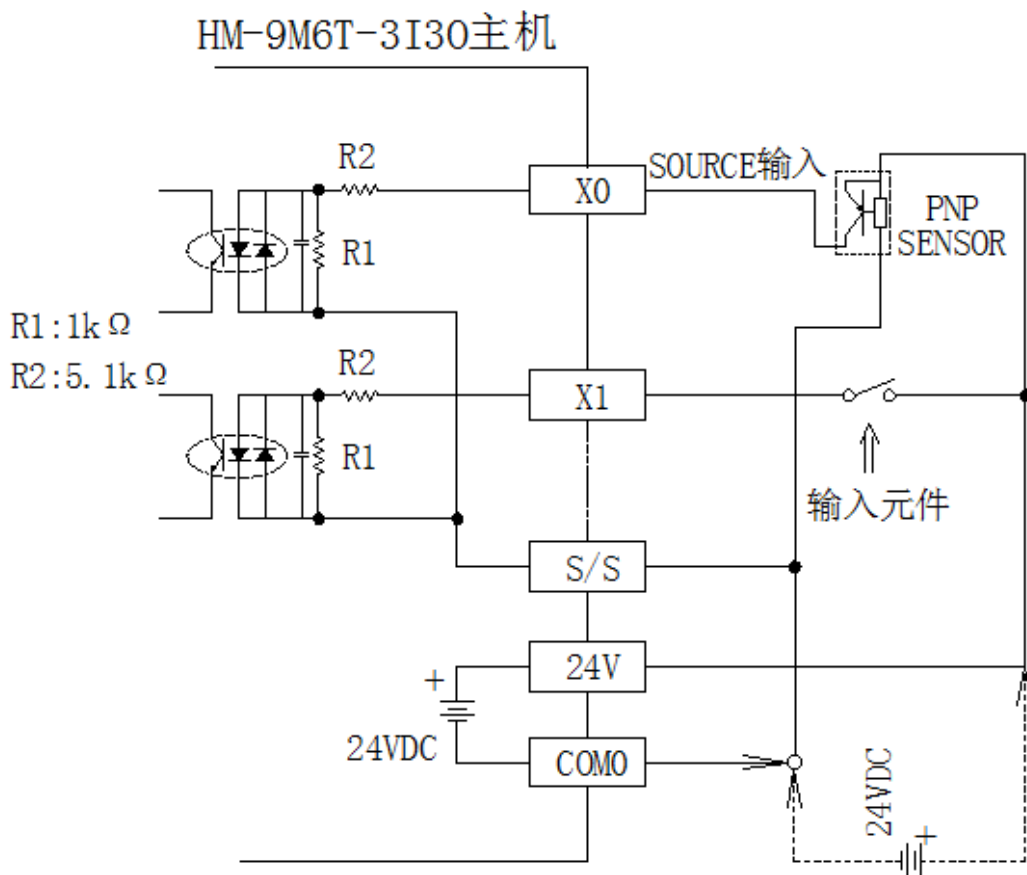 HM-9M6T-3I3O主机
R2
X0
SOURCE输入
PNP
SENSOR
R1
R1:1kΩ
R2:5.1kΩ
R2
X1
R1
输入元件
S/S
24V
+
24VDC
COM0
24VDC
+